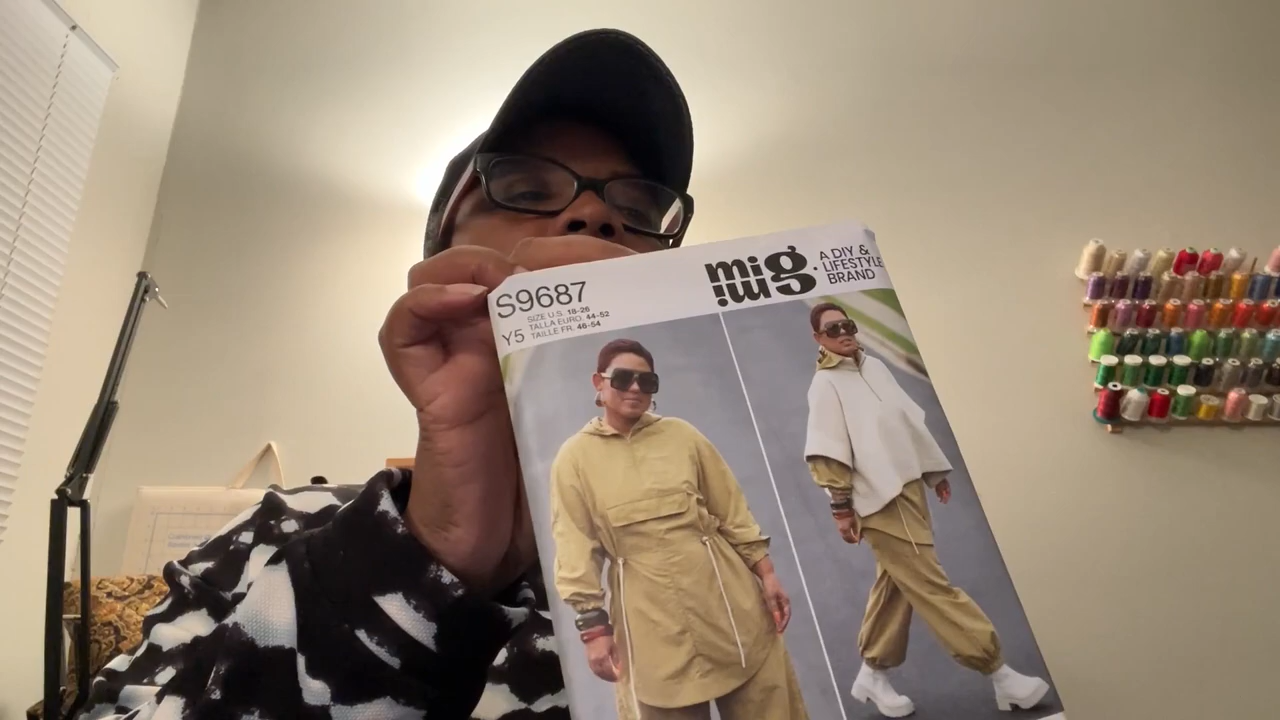 S9687
Y5
SIZE U.S. 18-26
TALLA EURO. 44-52
TAILLE FR. 46-54
mimi g.
A DIY &
LIFESTYLE
BRAND